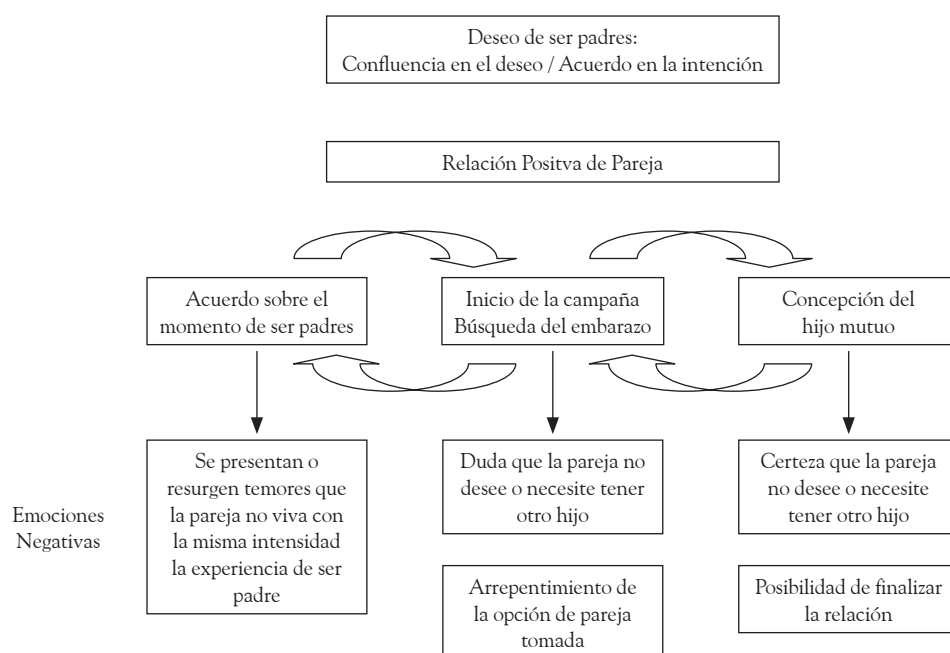 Deseo de ser padres:
Confluencia en el deseo / Acuerdo en la intención
Relación Positva de Pareja
Acuerdo sobre el
momento de ser padres
Inicio de la campaña
Búsqueda del embarazo
Concepción del
hijo mutuo
Emociones
Negativas
Se presentan o
resurgen temores que
la pareja no viva con
la misma intensidad
la experiencia de ser
padre
Duda que la pareja no
desee o necesite tener
otro hijo
Certeza que la pareja
no desee o necesite
tener otro hijo
Arrepentimiento de
la opción de pareja
tomada
Posibilidad de finalizar
la relación